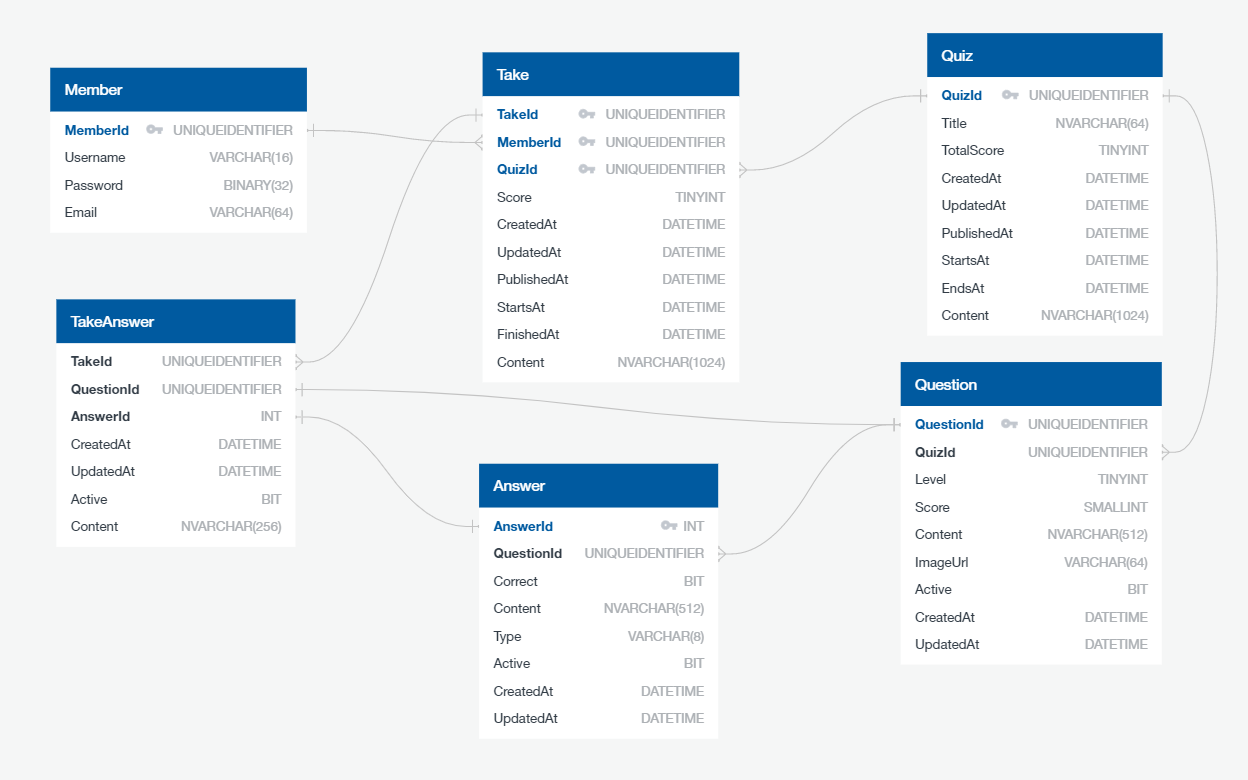 Member
MemberId UNIQUEIDENTIFIER
Username VARCHAR(16)
Password BINARY(32)
Email VARCHAR(64)
Take
TakeId UNIQUEIDENTIFIER
MemberId UNIQUEIDENTIFIER
QuizId UNIQUEIDENTIFIER
Score TINYINT
CreatedAt DATETIME
UpdatedAt DATETIME
PublishedAt DATETIME
StartsAt DATETIME
FinishedAt DATETIME
Content NVARCHAR(1024)
Quiz
QuizId UNIQUEIDENTIFIER
Title NVARCHAR(64)
TotalScore TINYINT
CreatedAt DATETIME
UpdatedAt DATETIME
PublishedAt DATETIME
StartsAt DATETIME
EndsAt DATETIME
Content NVARCHAR(1024)
TakeAnswer
TakeId UNIQUEIDENTIFIER
QuestionId UNIQUEIDENTIFIER
AnswerId INT
CreatedAt DATETIME
UpdatedAt DATETIME
Active BIT
Content NVARCHAR(256)
Answer
AnswerId INT
QuestionId UNIQUEIDENTIFIER
Correct BIT
Content NVARCHAR(512)
Type VARCHAR(8)
Active BIT
CreatedAt DATETIME
UpdatedAt DATETIME
Question
QuestionId UNIQUEIDENTIFIER
QuizId UNIQUEIDENTIFIER
Level TINYINT
Score SMALLINT
Content NVARCHAR(512)
ImageUrl VARCHAR(64)
Active BIT
CreatedAt DATETIME
UpdatedAt DATETIME